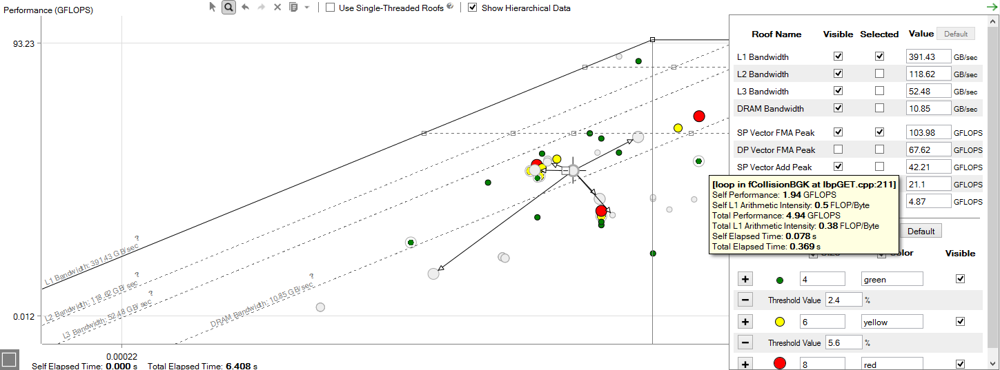 Performance (GFLOPS)
Use Single-Threaded Roofs ?
Show Hierarchical Data
93.23
0.012
0.00022
L1 Bandwidth: 391.43 GB/sec ?
L2 Bandwidth: 118.62 GB/sec ?
L3 Bandwidth: 52.48 GB/sec ?
DRAM Bandwidth: 10.85 GB/sec ?
Self Elapsed Time: 0.000 s Total Elapsed Time: 6.408 s
Roof Name Visible Selected Value Default
L1 Bandwidth 391.43 GB/sec
L2 Bandwidth 118.62 GB/sec
L3 Bandwidth 52.48 GB/sec
DRAM Bandwidth 10.85 GB/sec
SP Vector FMA Peak 103.98 GFLOPS
DP Vector FMA Peak 67.62 GFLOPS
SP Vector Add Peak 42.21 GFLOPS
21.1 GFLOPS
4.87 GFLOPS
[loop in fCollisionBGK at lbpGET.cpp:211]
Self Performance: 1.94 GFLOPS
Self L1 Arithmetic Intensity: 0.5 FLOP/Byte
Total Performance: 4.94 GFLOPS
Total L1 Arithmetic Intensity: 0.38 FLOP/Byte
Self Elapsed Time: 0.078 s
Total Elapsed Time: 0.369 s
Default
Size Color Visible
+ 4 green
− Threshold Value 2.4 %
+ 6 yellow
− Threshold Value 5.6 %
+ 8 red